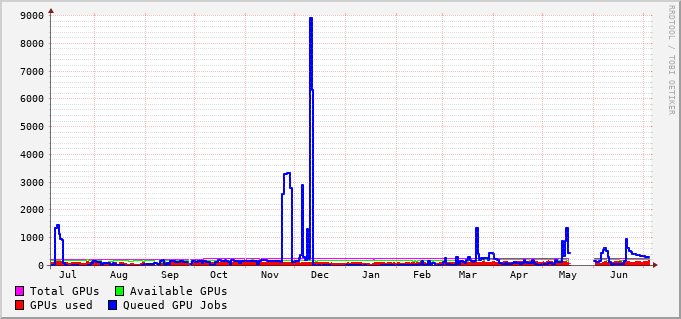 RRDTOOL / TOBI OETIKER
9000
8000
7000
6000
5000
4000
3000
2000
1000
0
Jul Aug Sep Oct Nov Dec Jan Feb Mar Apr May Jun
Total GPUs Available GPUs
GPUs used Queued GPU Jobs